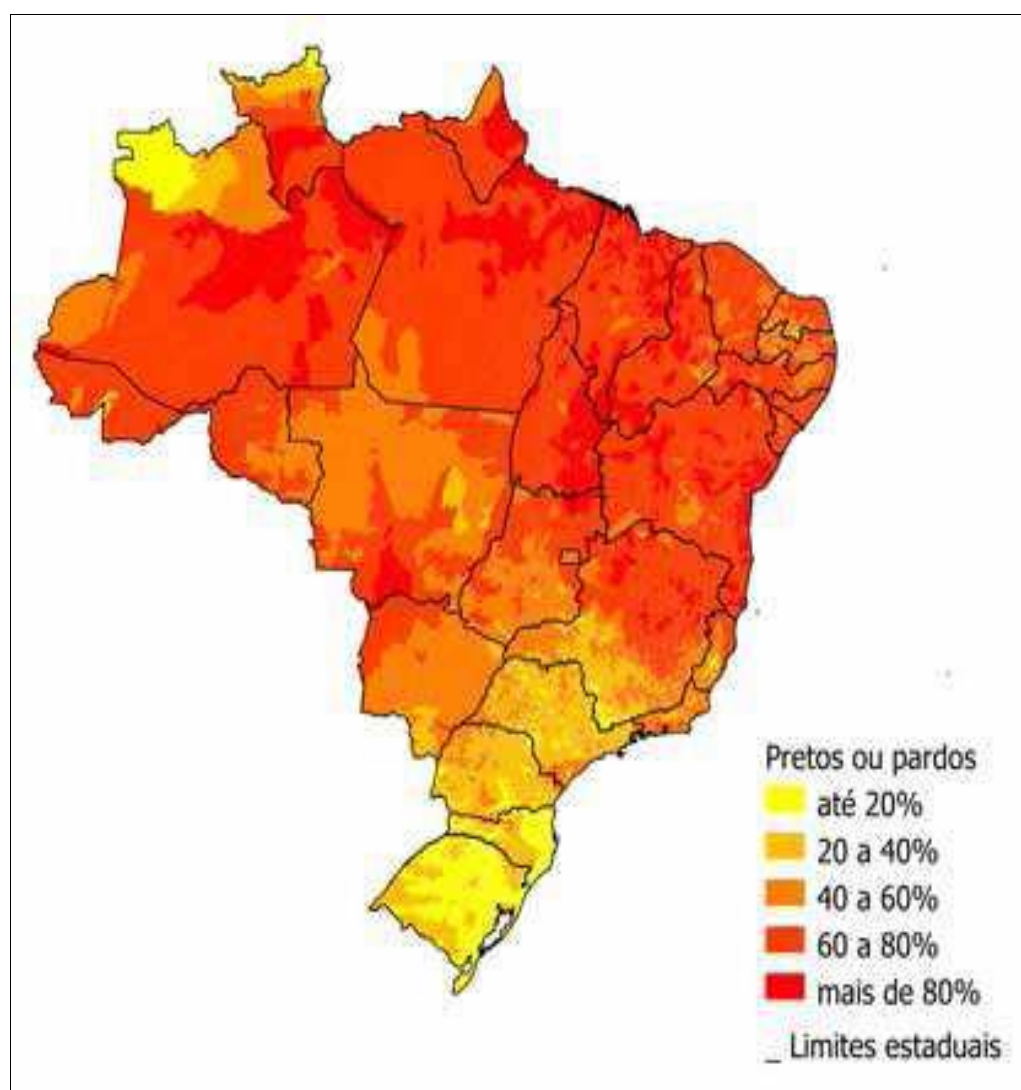 Pretos ou pardos
até 20%
20 a 40%
40 a 60%
60 a 80%
mais de 80%
_ Limites estaduais